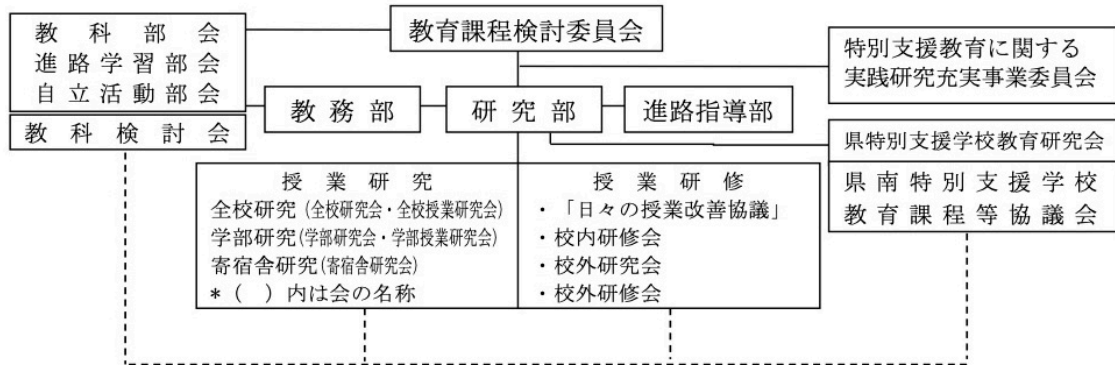 教科部会
進路学習部会
自立活動部会
教科検討会
教育課程検討委員会
特別支援教育に関する
実践研究充実事業委員会
教務部
研究部
進路指導部
県特別支援学校教育研究会
県南特別支援学校
教育課程等協議会
授業研究
全校研究(全校研究会・全校授業研究会)
学部研究(学部研究会・学部授業研究会)
寄宿舎研究(寄宿舎研究会)
*( )内は会の名称
授業研修
・「日々の授業改善協議」
・校内研修会
・校外研究会
・校外研修会